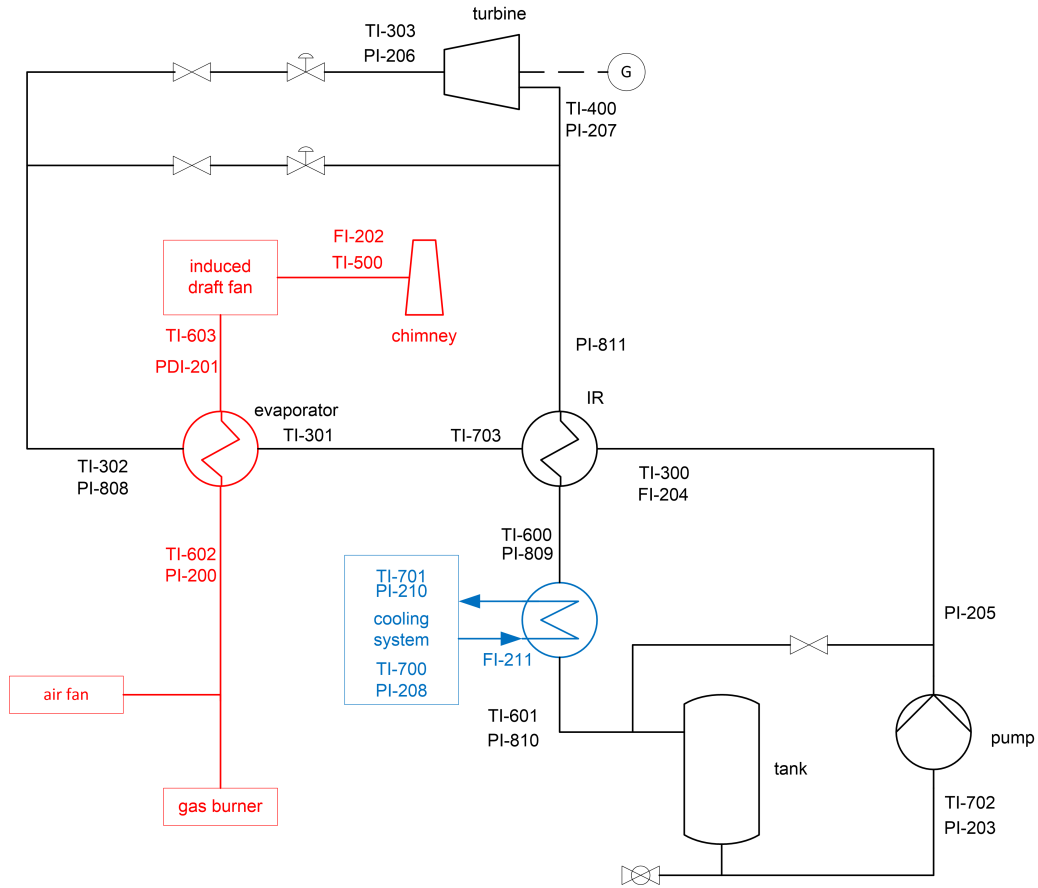 turbine
TI-303
PI-206
G
TI-400
PI-207
FI-202
TI-500
induced
draft fan
chimney
TI-603
PDI-201
PI-811
evaporator
IR
TI-301
TI-703
TI-302
PI-808
TI-300
FI-204
TI-600
PI-809
TI-602
PI-200
TI-701
PI-210
cooling
system
FI-211
TI-700
PI-208
PI-205
air fan
TI-601
PI-810
tank
pump
TI-702
PI-203
gas burner